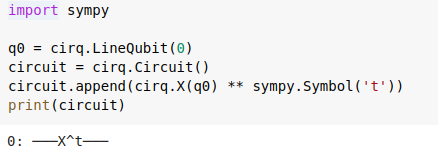 import sympy
q0 = cirq.LineQubit(0)
circuit = cirq.Circuit()
circuit.append(cirq.X(q0) ** sympy.Symbol('t'))
print(circuit)
0: ───X^t───